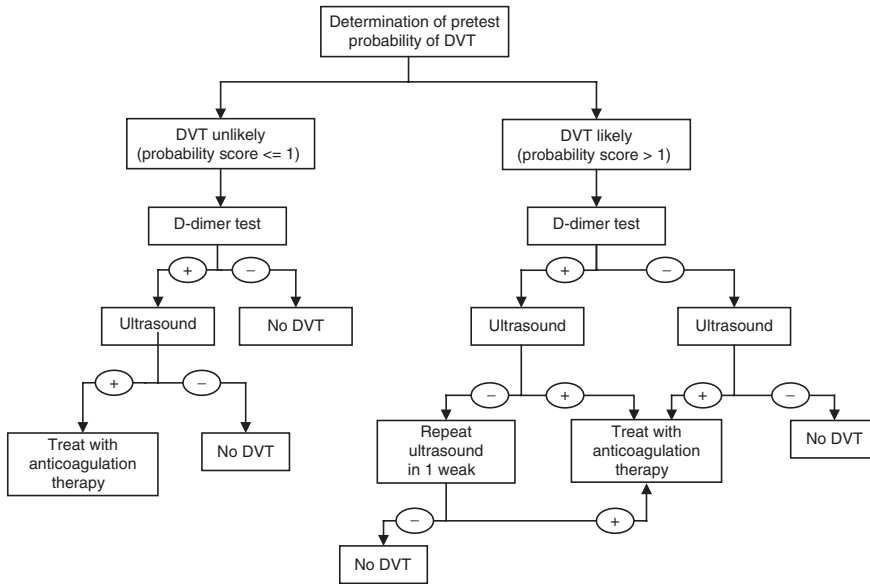 Determination of pretest
probability of DVT
DVT unlikely
(probability score <= 1)
DVT likely
(probability score > 1)
D-dimer test
D-dimer test
+
−
+
−
Ultrasound
No DVT
Ultrasound
Ultrasound
+
−
−
+
+
−
Treat with
anticoagulation
therapy
No DVT
Repeat
ultrasound
in 1 weak
Treat with
anticoagulation
therapy
No DVT
−
+
No DVT